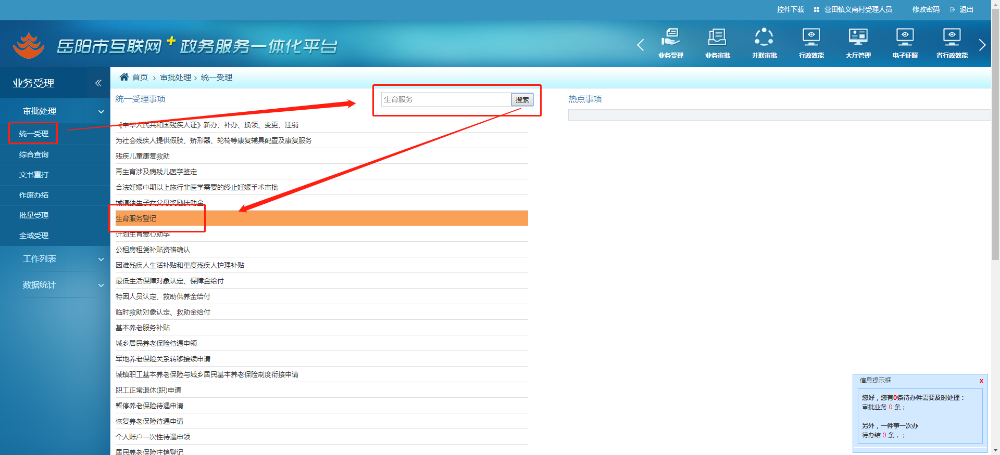 控件下载 营田镇义南村受理人员 修改密码 退出
岳阳市互联网+政务服务一体化平台
业务受理 业务审批 并联审批 行政效能 大厅管理 电子证照 省行政效能
业务受理
审批处理
统一受理
综合查询
文书重打
作废办结
批量受理
全域受理
工作列表
数据统计
首页 > 审批处理 > 统一受理
统一受理事项
生育服务 搜索
《中华人民共和国残疾人证》新办、补办、换领、变更、注销
为社会残疾人提供假肢、矫形器、轮椅等康复辅具配置及康复服务
残疾儿童康复救助
再生育涉及病残儿医学鉴定
合法妊娠中期以上施行非医学需要的终止妊娠手术审批
城镇独生子女父母奖励扶助金
生育服务登记
计划生育爱心助孕
公租房租赁补贴资格确认
困难残疾人生活补贴和重度残疾人护理补贴
最低生活保障对象认定、保障金给付
特困人员认定、救助供养金给付
临时救助对象认定、救助金给付
基本养老服务补贴
城乡居民养老保险待遇申领
军地养老保险关系转移接续申请
城镇职工基本养老保险与城乡居民基本养老保险制度衔接申请
职工正常退休(职)申请
暂停养老保险待遇申请
恢复养老保险待遇申请
个人账户一次性待遇申领
居民养老保险注销登记
热点事项
信息提示框 x
您好，您有0条待办件需要及时处理：
审批业务 0 条；
另外，一件事一次办
待办结 0 条，；